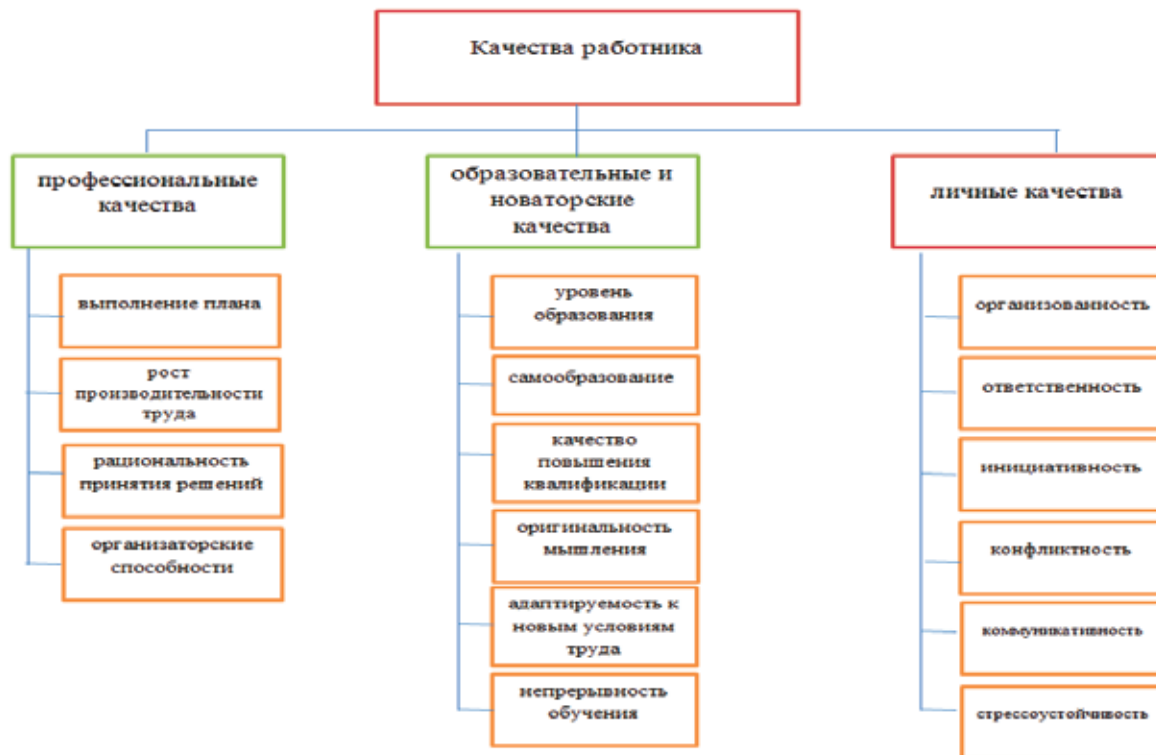 Качества работника
профессиональные
качества
выполнение плана
рост
производительности
труда
рациональность
принятия решений
организаторские
способности
образовательные и
новаторские
качества
уровень
образования
самообразование
качество
повышения
квалификации
оригинальность
мышления
адаптируемость к
новым условиям
труда
непрерывность
обучения
личные качества
организованность
ответственность
инициативность
конфликтность
коммуникативность
стрессоустойчивость